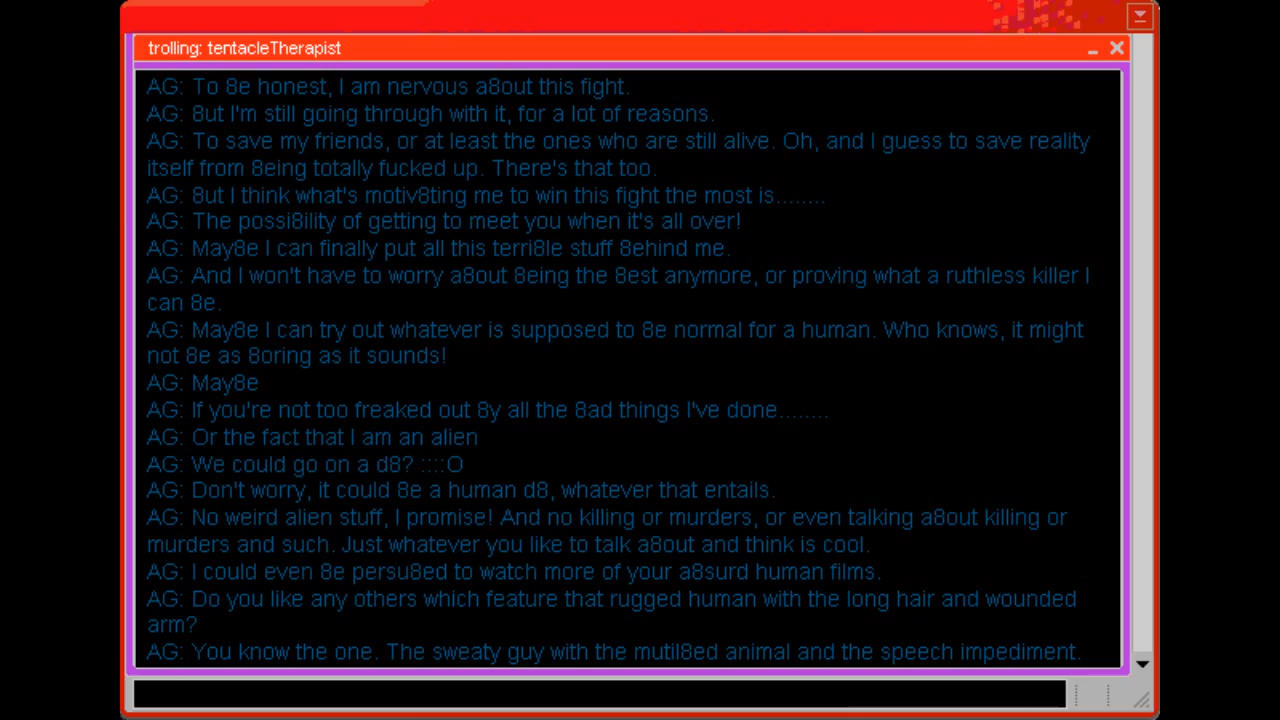 trolling: tentacleTherapist
AG: To 8e honest, I am nervous a8out this fight.
AG: 8ut I'm still going through with it, for a lot of reasons.
AG: To save my friends, or at least the ones who are still alive. Oh, and I guess to save reality
itself from 8eing totally fucked up. There's that too.
AG: 8ut I think what's motiv8ting me to win this fight the most is........
AG: The possi8ility of getting to meet you when it's all over!
AG: May8e I can finally put all this terri8le stuff 8ehind me.
AG: And I won't have to worry a8out 8eing the 8est anymore, or proving what a ruthless killer I
can 8e.
AG: May8e I can try out whatever is supposed to 8e normal for a human. Who knows, it might
not 8e as 8oring as it sounds!
AG: May8e
AG: If you're not too freaked out 8y all the 8ad things I've done........
AG: Or the fact that I am an alien
AG: We could go on a d8? ::::O
AG: Don't worry, it could 8e a human d8, whatever that entails.
AG: No weird alien stuff, I promise! And no killing or murders, or even talking a8out killing or
murders and such. Just whatever you like to talk a8out and think is cool.
AG: I could even 8e persu8ed to watch more of your a8surd human films.
AG: Do you like any others which feature that rugged human with the long hair and wounded
arm?
AG: You know the one. The sweaty guy with the mutil8ed animal and the speech impediment.